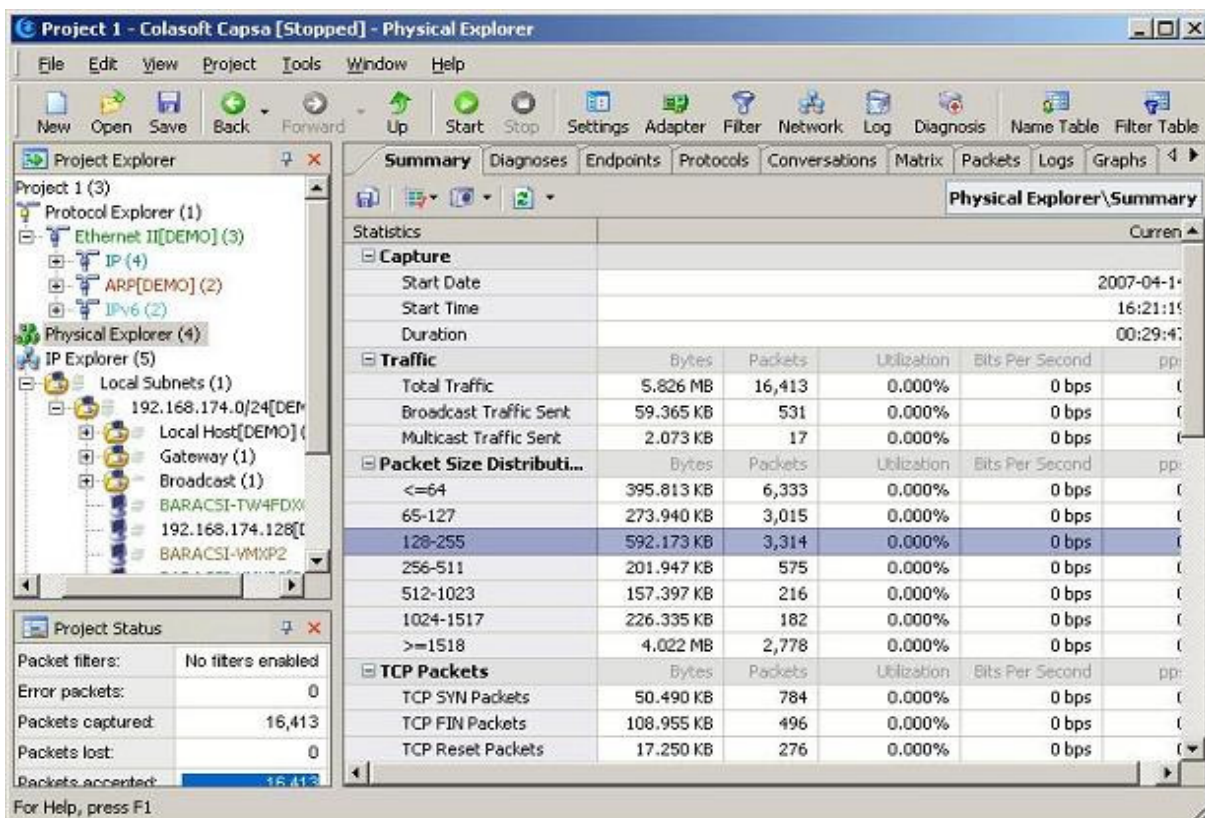 Project 1 - Colasoft Capsa [Stopped] - Physical Explorer
File Edit View Project Tools Window Help
New Open Save Back Forward Up Start Stop Settings Adapter Filter Network Log Diagnosis Name Table Filter Table
Project Explorer
Project 1 (3)
Protocol Explorer (1)
Ethernet II[DEMO] (3)
IP (4)
ARP[DEMO] (2)
IPv6 (2)
Physical Explorer (4)
IP Explorer (5)
Local Subnets (1)
192.168.174.0/24[DEM
Local Host[DEMO] (
Gateway (1)
Broadcast (1)
BARACSI-TW4FDX
192.168.174.128[
BARACSI-VMXP2
Project Status
Packet filters: No filters enabled
Error packets: 0
Packets captured: 16,413
Packets lost: 0
Packets accepted: 16,413
Summary Diagnoses Endpoints Protocols Conversations Matrix Packets Logs Graphs
Physical Explorer\Summary
Statistics Curren
Capture
Start Date 2007-04-1
Start Time 16:21:19
Duration 00:29:4
Traffic Bytes Packets Utilization Bits Per Second pp
Total Traffic 5.826 MB 16,413 0.000% 0 bps
Broadcast Traffic Sent 59.365 KB 531 0.000% 0 bps
Multicast Traffic Sent 2.073 KB 17 0.000% 0 bps
Packet Size Distributi... Bytes Packets Utilization Bits Per Second pp
<=64 395.813 KB 6,333 0.000% 0 bps
65-127 273.940 KB 3,015 0.000% 0 bps
128-255 592.173 KB 3,314 0.000% 0 bps
256-511 201.947 KB 575 0.000% 0 bps
512-1023 157.397 KB 216 0.000% 0 bps
1024-1517 226.335 KB 182 0.000% 0 bps
>=1518 4.022 MB 2,778 0.000% 0 bps
TCP Packets Bytes Packets Utilization Bits Per Second pp
TCP SYN Packets 50.490 KB 784 0.000% 0 bps
TCP FIN Packets 108.955 KB 496 0.000% 0 bps
TCP Reset Packets 17.250 KB 276 0.000% 0 bps
For Help, press F1